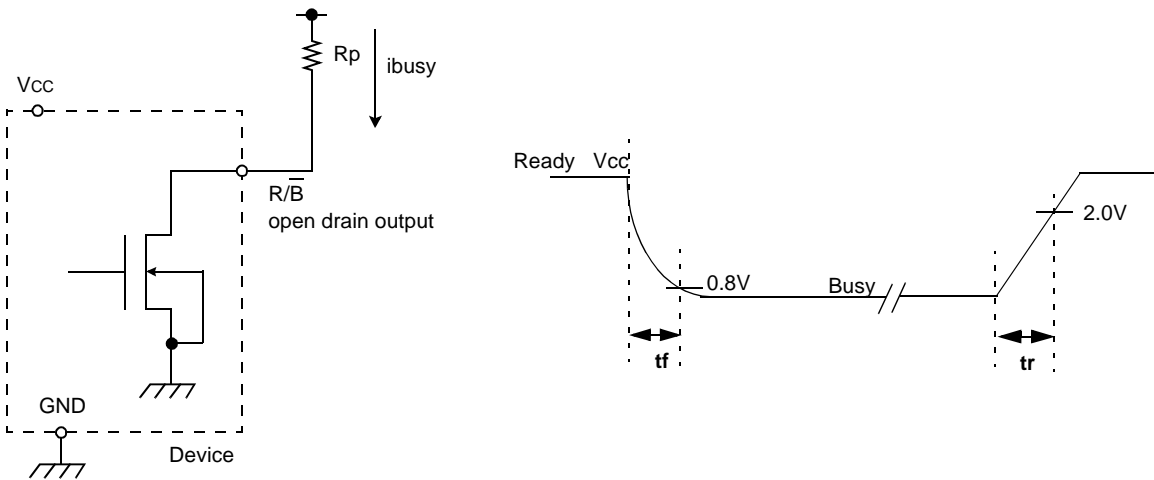 Rp
ibusy
VCC
R/B̅
open drain output
GND
Device
Ready Vcc
0.8V
Busy
2.0V
tf
tr